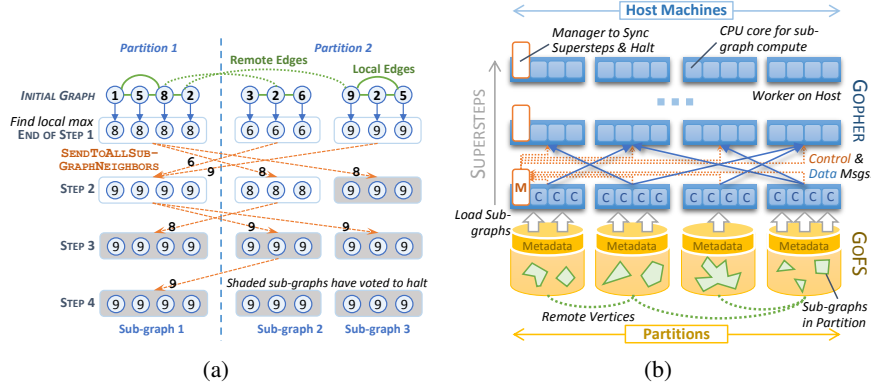 Partition 1
Partition 2
Remote Edges
Local Edges
INITIAL GRAPH
1 5 8 2
3 2 6
9 2 5
Find local max
END OF STEP 1
8 8 8 8
6 6 6
9 9 9
SENDTOALLSUB-
GRAPHNEIGHBORS
6
9
8
8
STEP 2
9 9 9 9
8 8 8
9 9 9
8
9
9
STEP 3
9 9 9 9
9 9 9
9 9 9
9
Shaded sub-graphs have voted to halt
STEP 4
9 9 9 9
9 9 9
9 9 9
Sub-graph 1
Sub-graph 2
Sub-graph 3
(a)
Host Machines
Manager to Sync
Supersteps & Halt
CPU core for sub-
graph compute
Worker on Host
SUPERSTEPS
GOPHER
Control &
Data Msgs
M
C C C C
C C C C
C C C C
C C C C
Load Sub-
graphs
Metadata
Metadata
Metadata
Metadata
GOFS
Remote Vertices
Sub-graphs
in Partition
Partitions
(b)